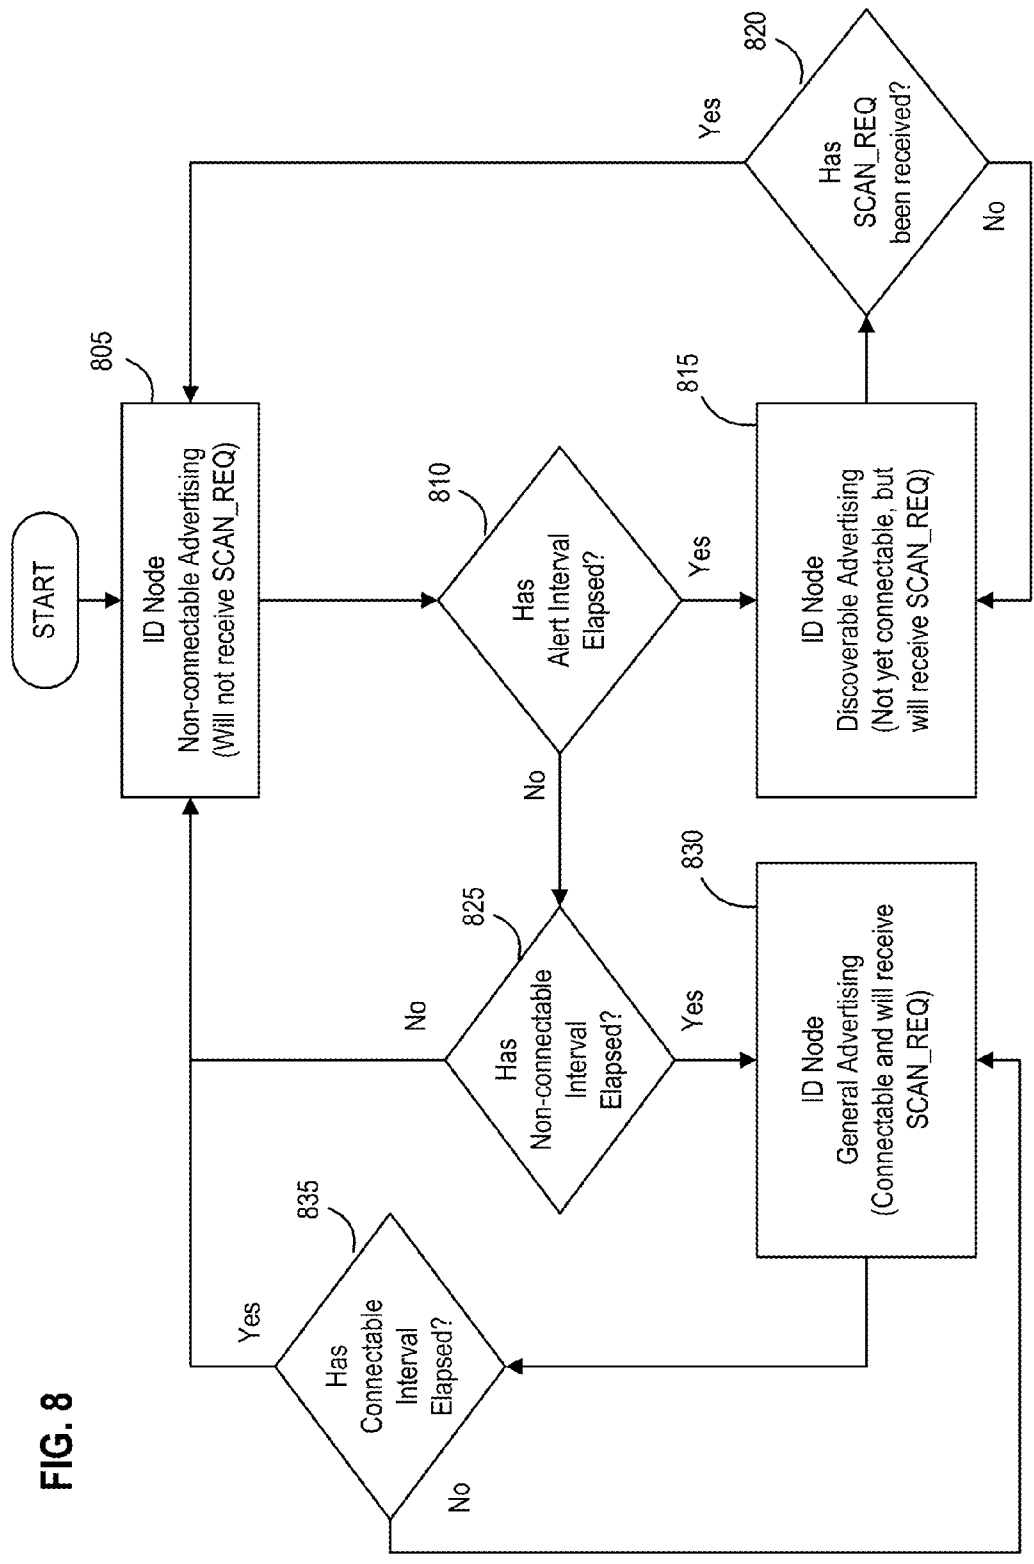 START
805
ID Node
Non-connectable Advertising
(Will not receive SCAN_REQ)
810
Has
Alert Interval
Elapsed?
Yes
No
815
ID Node
Discoverable Advertising
(Not yet connectable, but
will receive SCAN_REQ)
820
Has
SCAN_REQ
been received?
Yes
No
825
Has
Non-connectable
Interval
Elapsed?
No
Yes
830
ID Node
General Advertising
(Connectable and will receive
SCAN_REQ)
835
Has
Connectable
Interval
Elapsed?
Yes
No
FIG. 8